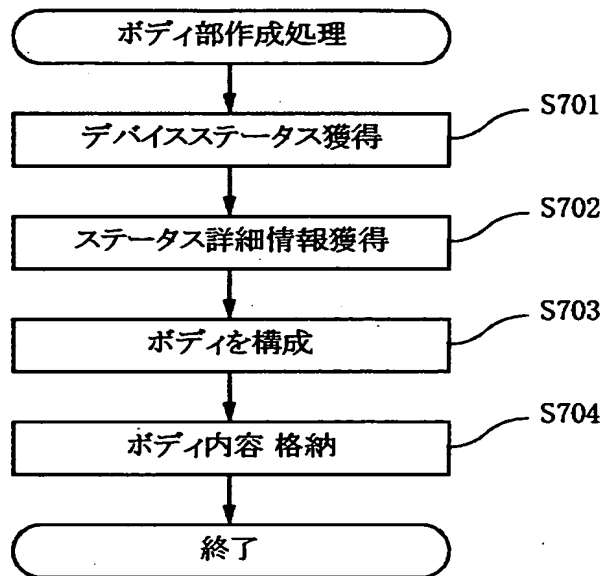 ボディ部作成処理
デバイスステータス獲得
S701
ステータス詳細情報獲得
S702
ボディを構成
S703
ボディ内容 格納
S704
終了